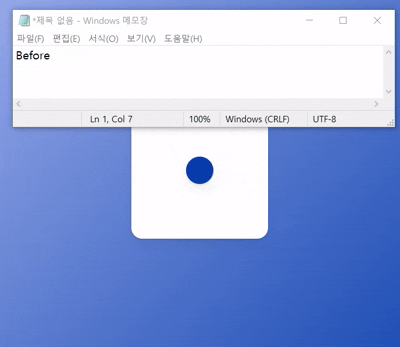 *제목 없음 - Windows 메모장
파일(F) 편집(E) 서식(O) 보기(V) 도움말(H)
Before
Ln 1, Col 7 100% Windows (CRLF) UTF-8